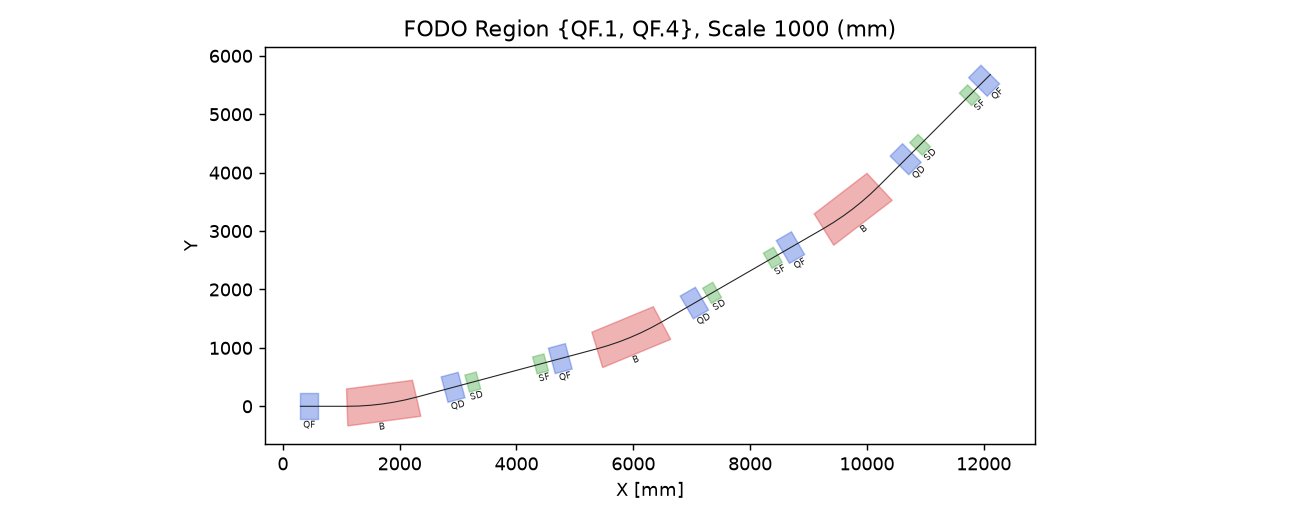 FODO Region {QF.1, QF.4}, Scale 1000 (mm)
6000
5000
4000
3000
2000
1000
0
Y
QF
B
QD
SD
SF
QF
B
QD
SD
SF
QF
B
QD
SD
SF
QF
0 2000 4000 6000 8000 10000 12000
X [mm]